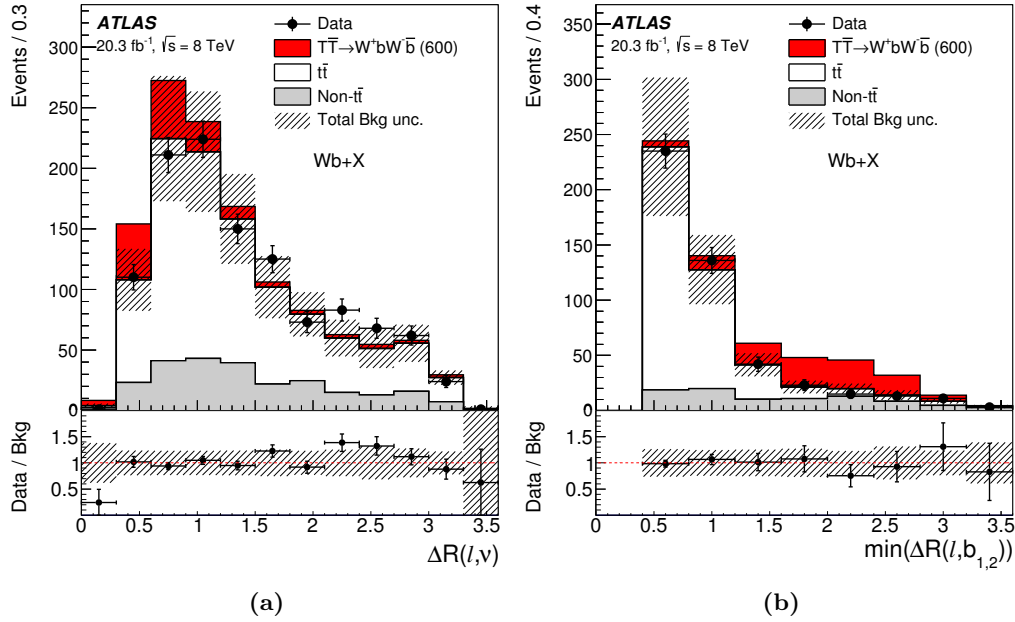 Events / 0.3
ATLAS
20.3 fb⁻¹, √s = 8 TeV
Data
TT̅→W⁺bW⁻b̅ (600)
tt̅
Non-tt̅
Total Bkg unc.
Wb+X
300
250
200
150
100
50
0
Data / Bkg
1.5
1
0.5
0 0.5 1 1.5 2 2.5 3 3.5
ΔR(l,ν)
(a)
Events / 0.4
ATLAS
20.3 fb⁻¹, √s = 8 TeV
Data
TT̅→W⁺bW⁻b̅ (600)
tt̅
Non-tt̅
Total Bkg unc.
Wb+X
350
300
250
200
150
100
50
0
Data / Bkg
1.5
1
0.5
0 0.5 1 1.5 2 2.5 3 3.5
min(ΔR(l,b₁,₂))
(b)